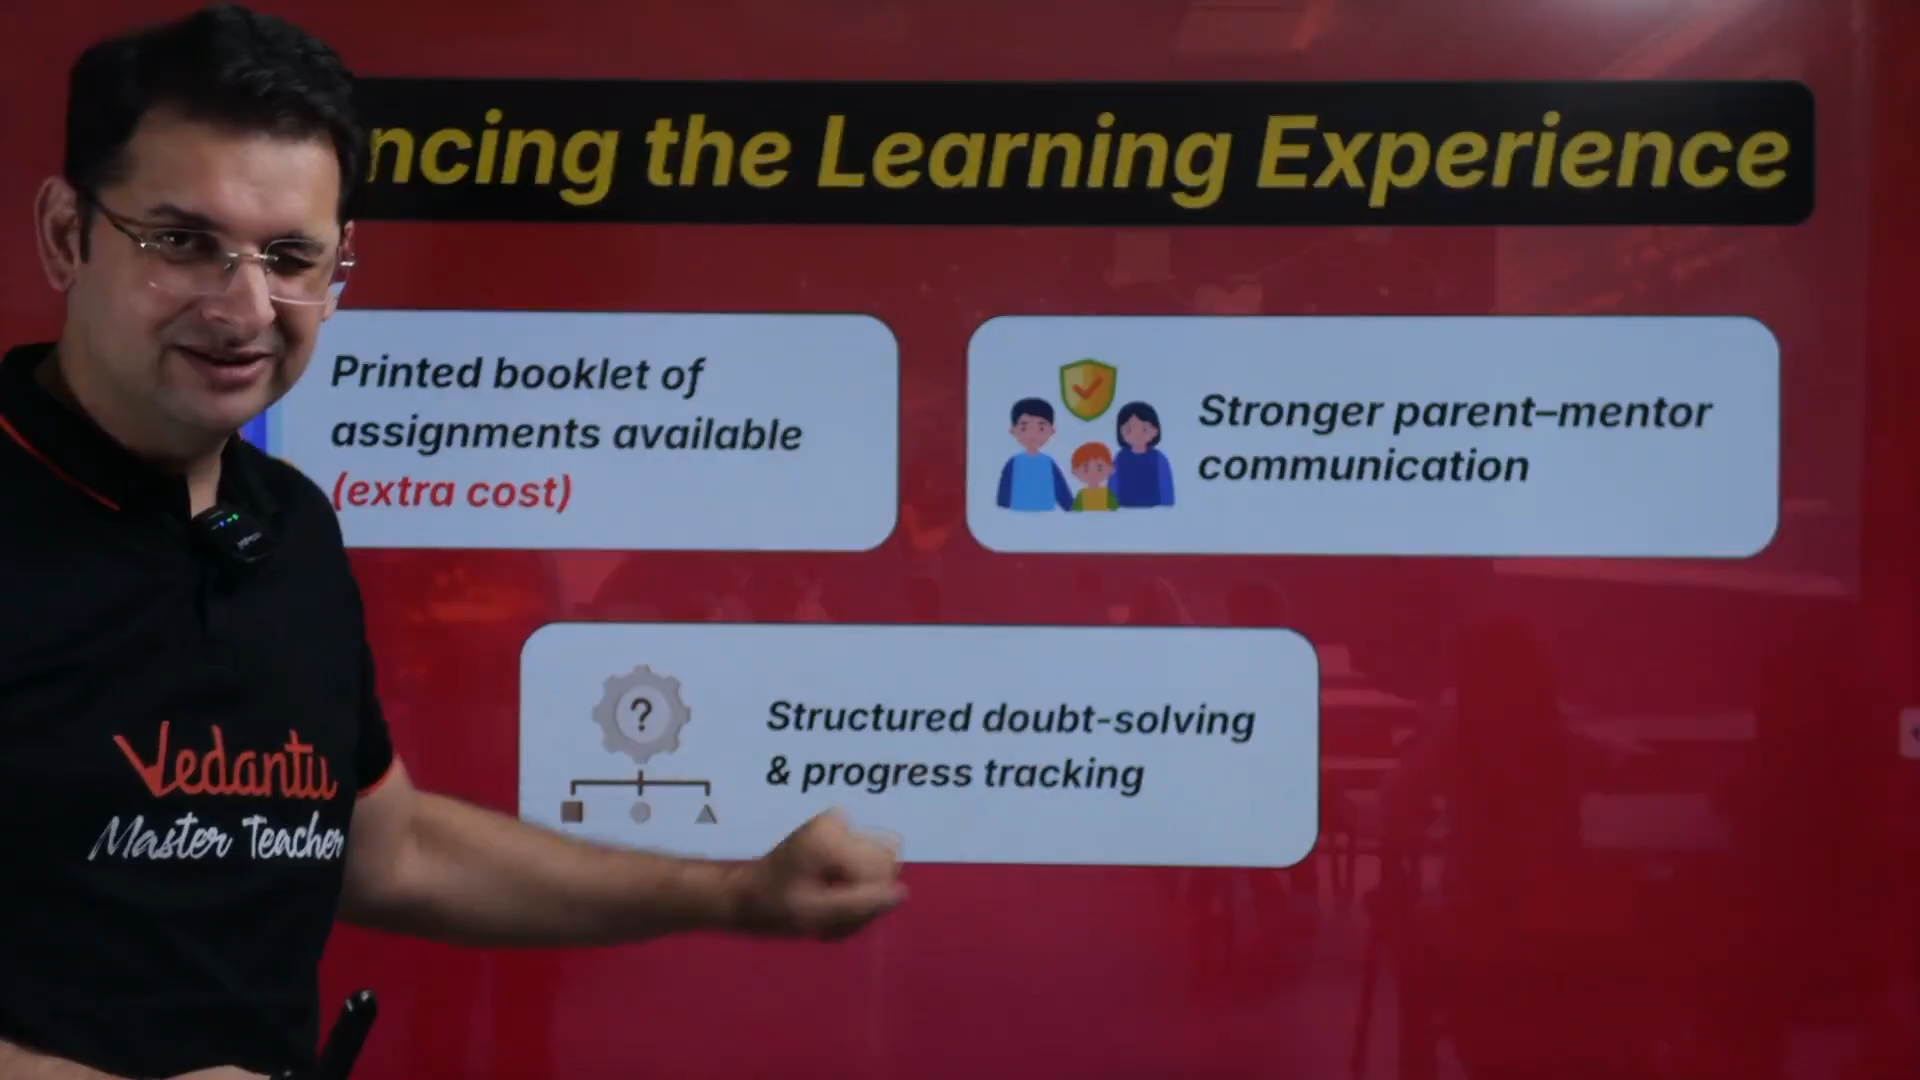 ncing the Learning Experience
Printed booklet of
assignments available
(extra cost)
Stronger parent–mentor
communication
?
Structured doubt-solving
& progress tracking
Vedantu
Master Teacher